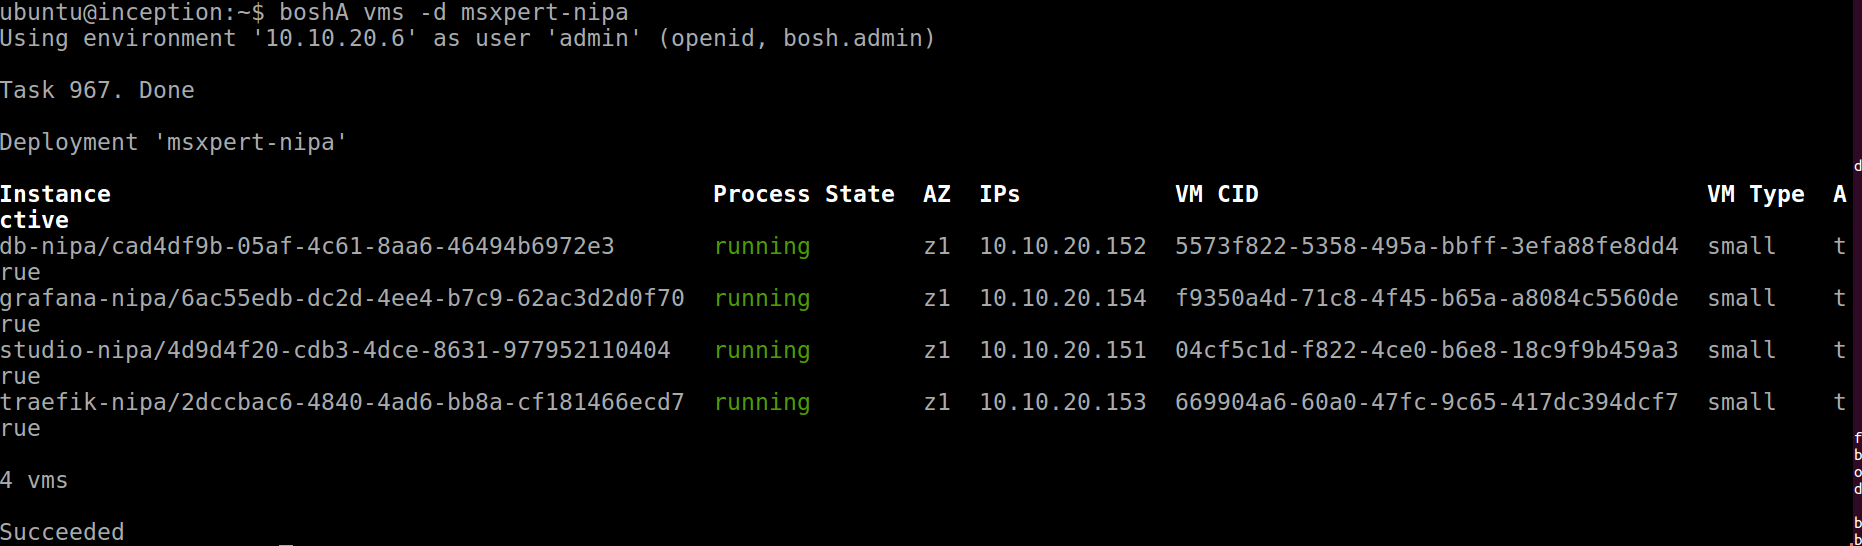 ubuntu@inception:~$ boshA vms -d msxpert-nipa
Using environment '10.10.20.6' as user 'admin' (openid, bosh.admin)
Task 967. Done
Deployment 'msxpert-nipa'
Instance Process State AZ IPs VM CID VM Type A
ctive
db-nipa/cad4df9b-05af-4c61-8aa6-46494b6972e3 running z1 10.10.20.152 5573f822-5358-495a-bbff-3efa88fe8dd4 small t
rue
grafana-nipa/6ac55edb-dc2d-4ee4-b7c9-62ac3d2d0f70 running z1 10.10.20.154 f9350a4d-71c8-4f45-b65a-a8084c5560de small t
rue
studio-nipa/4d9d4f20-cdb3-4dce-8631-977952110404 running z1 10.10.20.151 04cf5c1d-f822-4ce0-b6e8-18c9f9b459a3 small t
rue
traefik-nipa/2dccbac6-4840-4ad6-bb8a-cf181466ecd7 running z1 10.10.20.153 669904a6-60a0-47fc-9c65-417dc394dcf7 small t
rue
4 vms
Succeeded
d
f
b
o
d
b
b